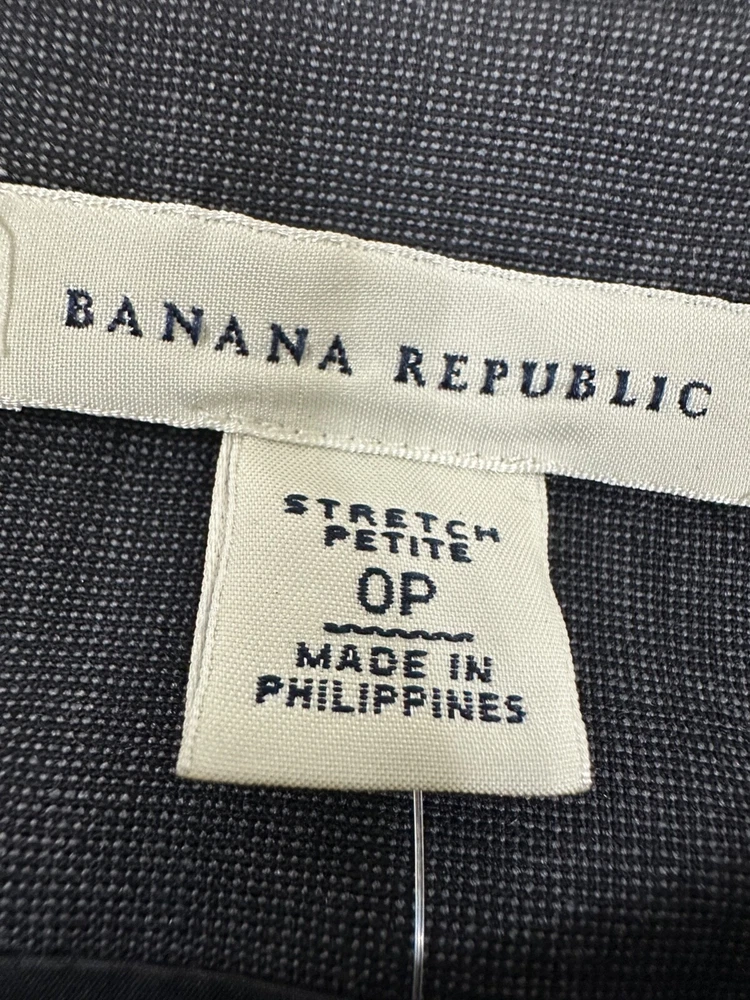 BANANA REPUBLIC
STRETCH
PETITE
0P
MADE IN
PHILIPPINES